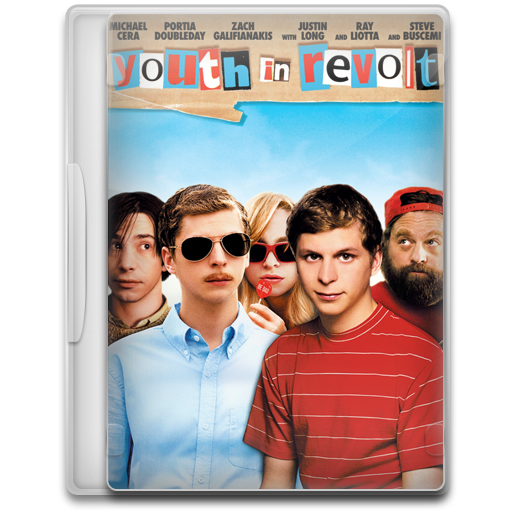 MICHAEL CERA PORTIA DOUBLEDAY ZACH GALIFIANAKIS WITH JUSTIN LONG AND RAY LIOTTA AND STEVE BUSCEMI
youth in revolt